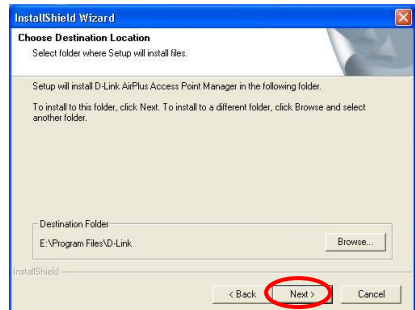 InstallShield Wizard
Choose Destination Location
Select folder where Setup will install files.
Setup will install D-Link AirPlus Access Point Manager in the following folder.
To install to this folder, click Next. To install to a different folder, click Browse and select
another folder.
Destination Folder
E:\Program Files\D-Link
Browse...
InstallShield
< Back
Next >
Cancel